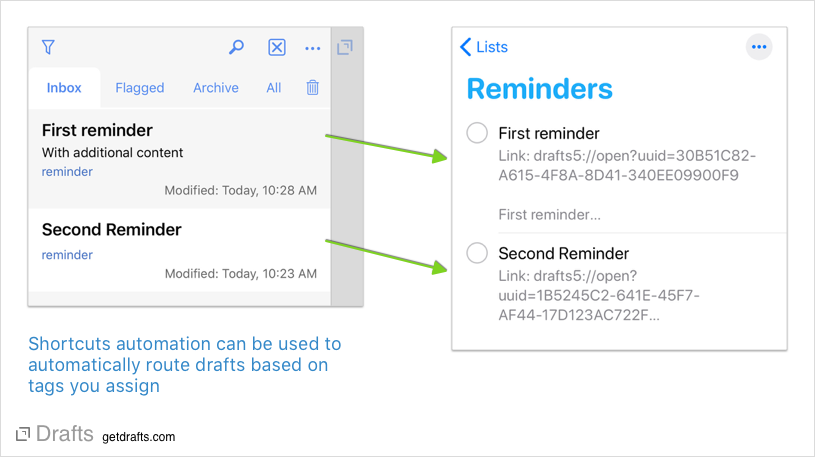 Inbox Flagged Archive All
First reminder
With additional content
reminder
Modified: Today, 10:28 AM
Second Reminder
reminder
Modified: Today, 10:23 AM
Lists
Reminders
First reminder
Link: drafts5://open?uuid=30B51C82-
A615-4F8A-8D41-340EE09900F9
First reminder...
Second Reminder
Link: drafts5://open?
uuid=1B5245C2-641E-45F7-
AF44-17D123AC722F...
Shortcuts automation can be used to
automatically route drafts based on
tags you assign
Drafts getdrafts.com